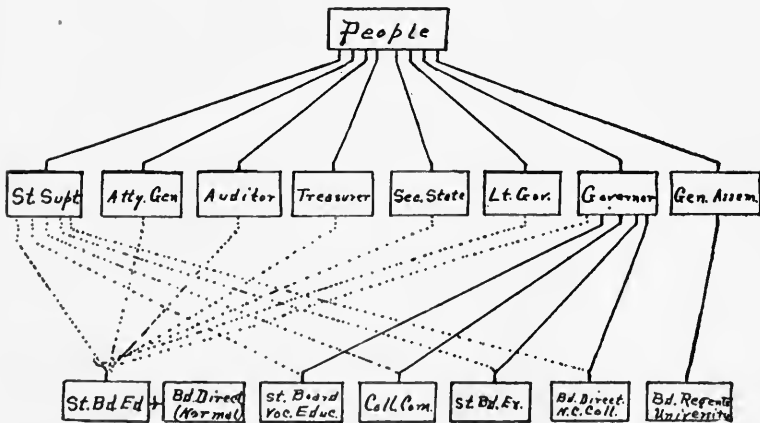 People
St. Supt
Atty. Gen
Auditor
Treasurer
Sec. State
Lt. Gov.
Governor
Gen. Assem.
St. Bd. Ed
Bd. Direct
(Normal)
St. Board
Voc. Educ.
Coll. Com.
St. Bd. Ex.
Bd. Direct.
N.C. Coll.
Bd. Regents
University